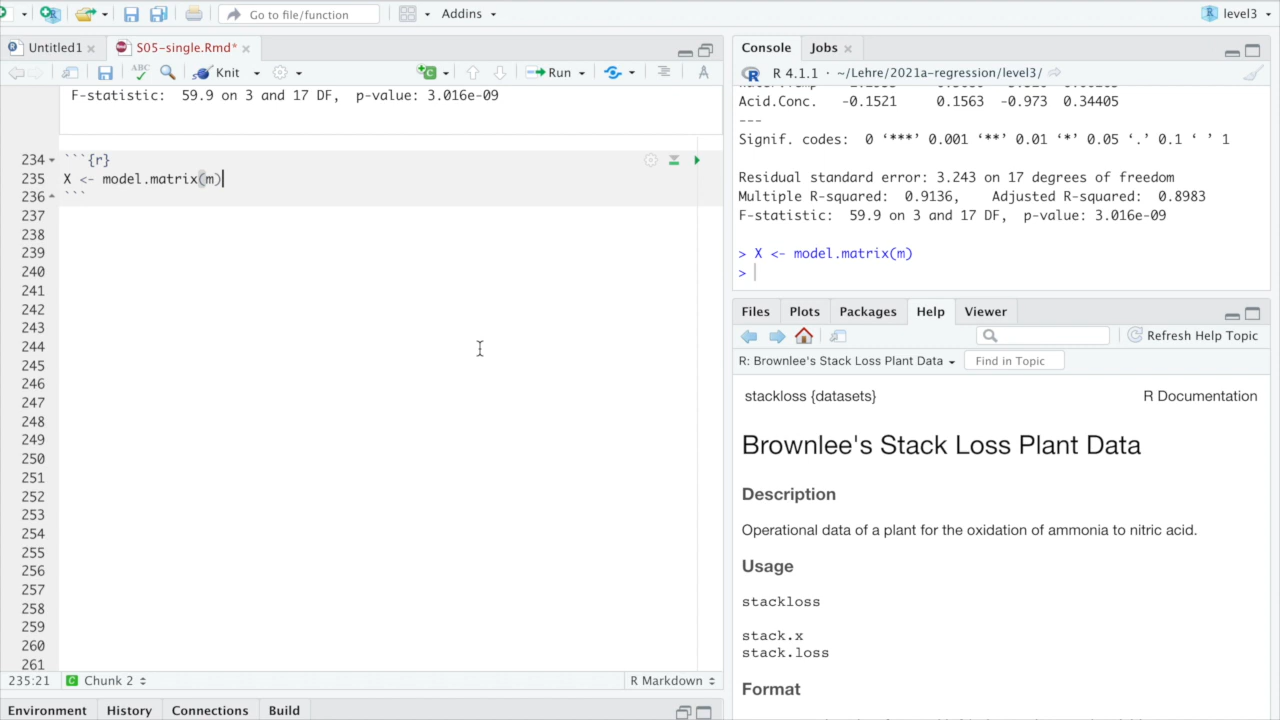 Go to file/function
Addins
level3
Untitled1
S05-single.Rmd*
ABC
Knit
Run
F-statistic: 59.9 on 3 and 17 DF, p-value: 3.016e-09
234 ```{r}
235 X <- model.matrix(m)
236 ```
237
238
239
240
241
242
243
244
245
246
247
248
249
250
251
252
253
254
255
256
257
258
259
260
261
235:21
Chunk 2
R Markdown
Environment
History
Connections
Build
Console
Jobs
R 4.1.1 · ~/Lehre/2021a-regression/level3/
Acid.Conc. -0.1521 0.1563 -0.973 0.34405
---
Signif. codes: 0 ‘***’ 0.001 ‘**’ 0.01 ‘*’ 0.05 ‘.’ 0.1 ‘ ’ 1
Residual standard error: 3.243 on 17 degrees of freedom
Multiple R-squared: 0.9136, Adjusted R-squared: 0.8983
F-statistic: 59.9 on 3 and 17 DF, p-value: 3.016e-09
> X <- model.matrix(m)
>
Files
Plots
Packages
Help
Viewer
Refresh Help Topic
R: Brownlee's Stack Loss Plant Data
Find in Topic
stackloss {datasets}
R Documentation
Brownlee's Stack Loss Plant Data
Description
Operational data of a plant for the oxidation of ammonia to nitric acid.
Usage
stackloss
stack.x
stack.loss
Format